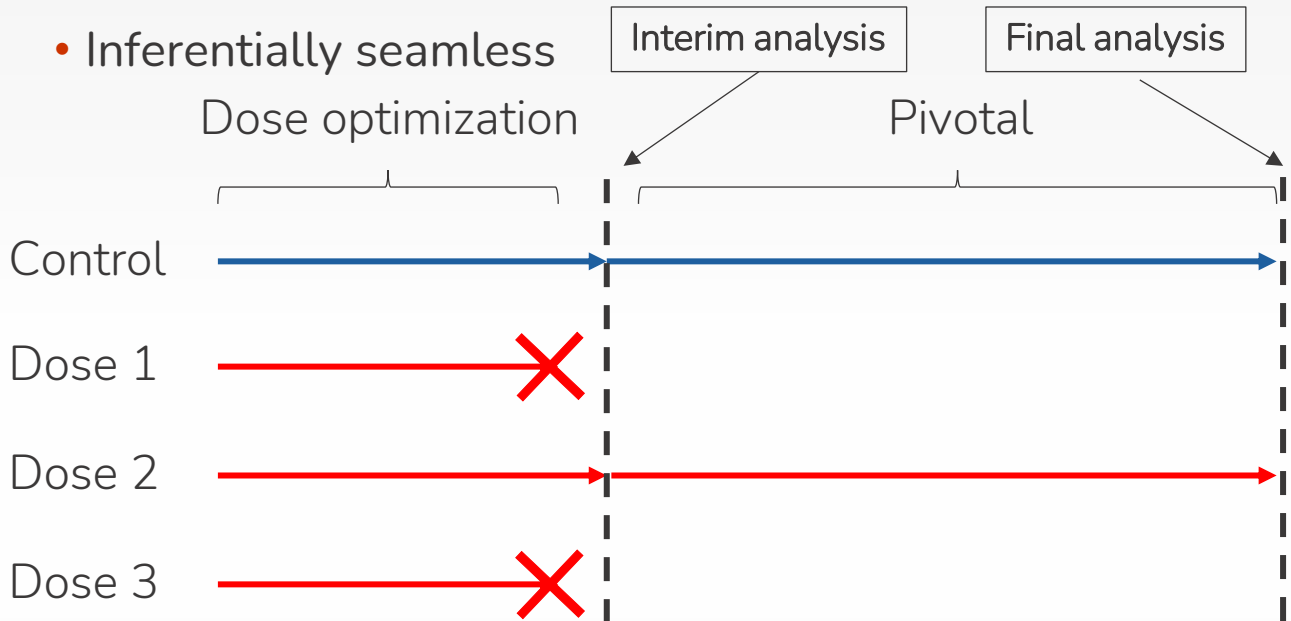 • Inferentially seamless
Interim analysis
Final analysis
Dose optimization
Pivotal
Control
Dose 1
Dose 2
Dose 3